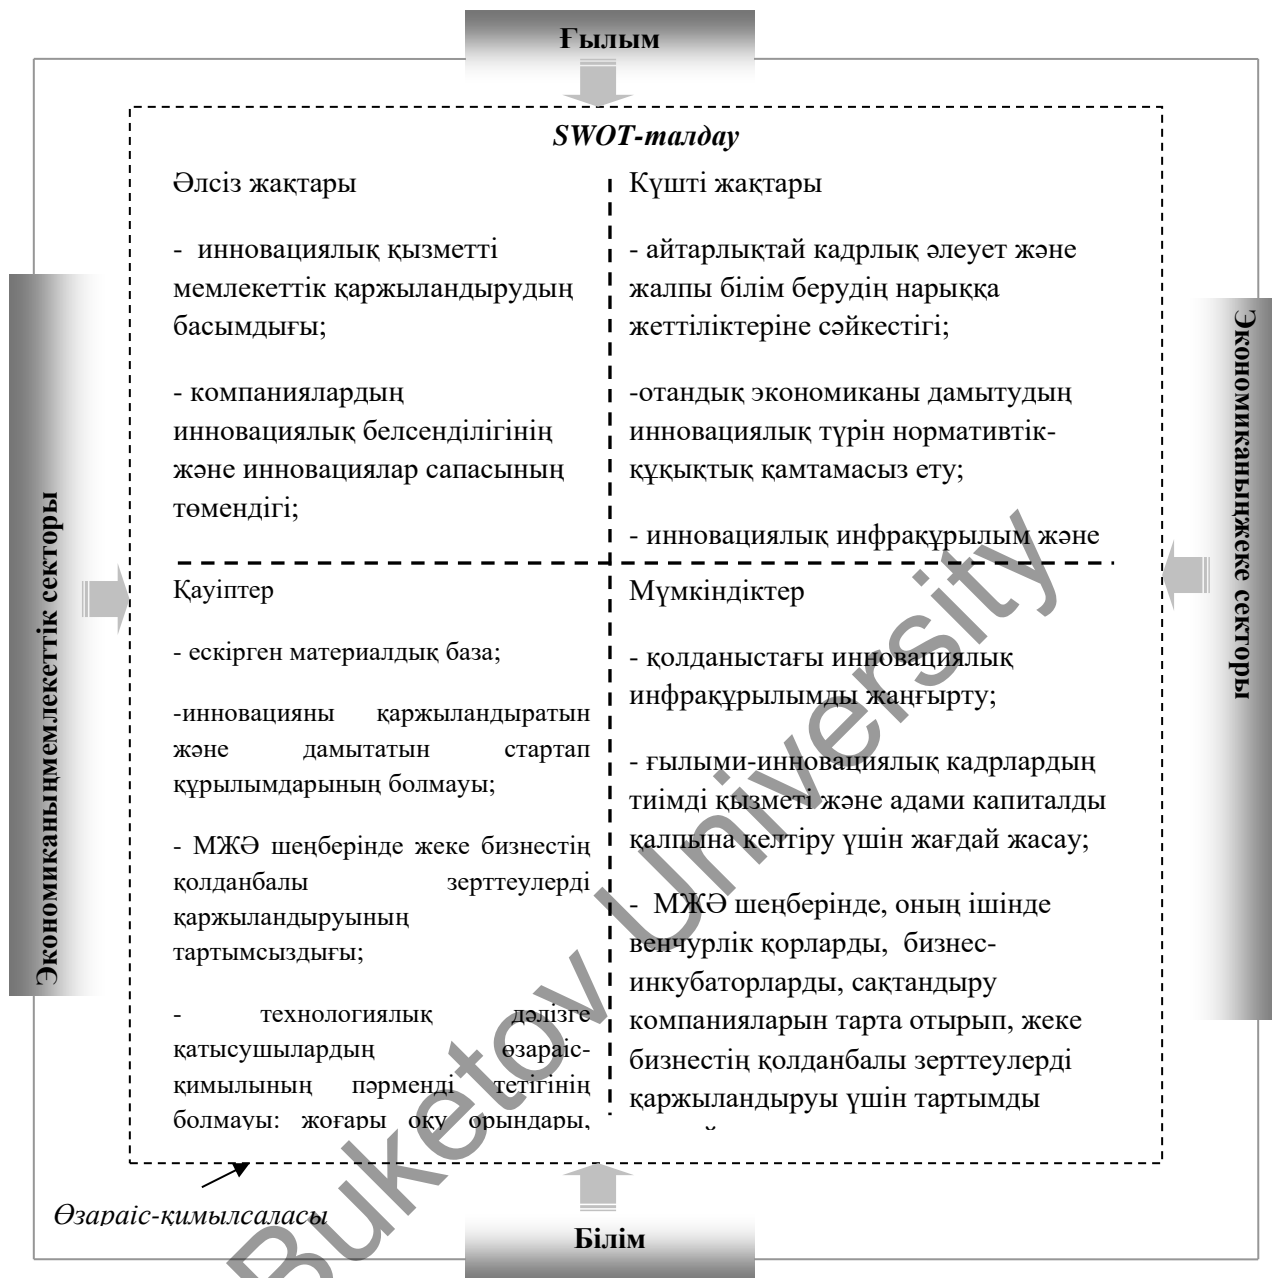 Ғылым
SWOT-талдау
Әлсіз жақтары
- инновациялық қызметті
мемлекеттік қаржыландырудың
басымдығы;
- компаниялардың
инновациялық белсенділігінің
және инновациялар сапасының
төмендігі;
Күшті жақтары
- айтарлықтай кадрлық әлеует және
жалпы білім берудің нарыққа
жеттіліктеріне сәйкестігі;
-отандық экономиканы дамытудың
инновациялық түрін нормативтік-
құқықтық қамтамасыз ету;
- инновациялық инфрақұрылым және
Қауіптер
- ескірген материалдық база;
-инновацияны қаржыландыратын
және дамытатын стартап
құрылымдарының болмауы;
- МЖӘ шеңберінде жеке бизнестің
қолданбалы зерттеулерді
қаржыландыруының
тартымсыздығы;
- технологиялық дәлізге
қатысушылардың өзараіс-
қимылының пәрменді тетігінің
болмауы: жоғары оқу орындары,
Мүмкіндіктер
- қолданыстағы инновациялық
инфрақұрылымды жаңғырту;
- ғылыми-инновациялық кадрлардың
тиімді қызметі және адами капиталды
қалпына келтіру үшін жағдай жасау;
- МЖӘ шеңберінде, оның ішінде
венчурлік қорларды, бизнес-
инкубаторларды, сақтандыру
компанияларын тарта отырып, жеке
бизнестің қолданбалы зерттеулерді
қаржыландыруы үшін тартымды
Экономиканыңмемлекеттік секторы
Экономиканыңжеке секторы
Өзараіс-қимылсаласы
Білім
Buketov University